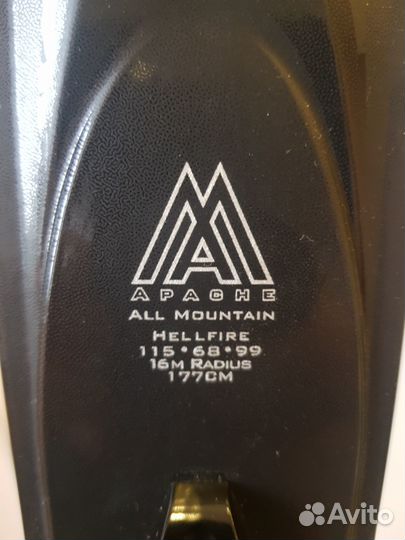 APACHE
ALL MOUNTAIN
HELLFIRE
115*68*99
16M RADIUS
177CM
Avito